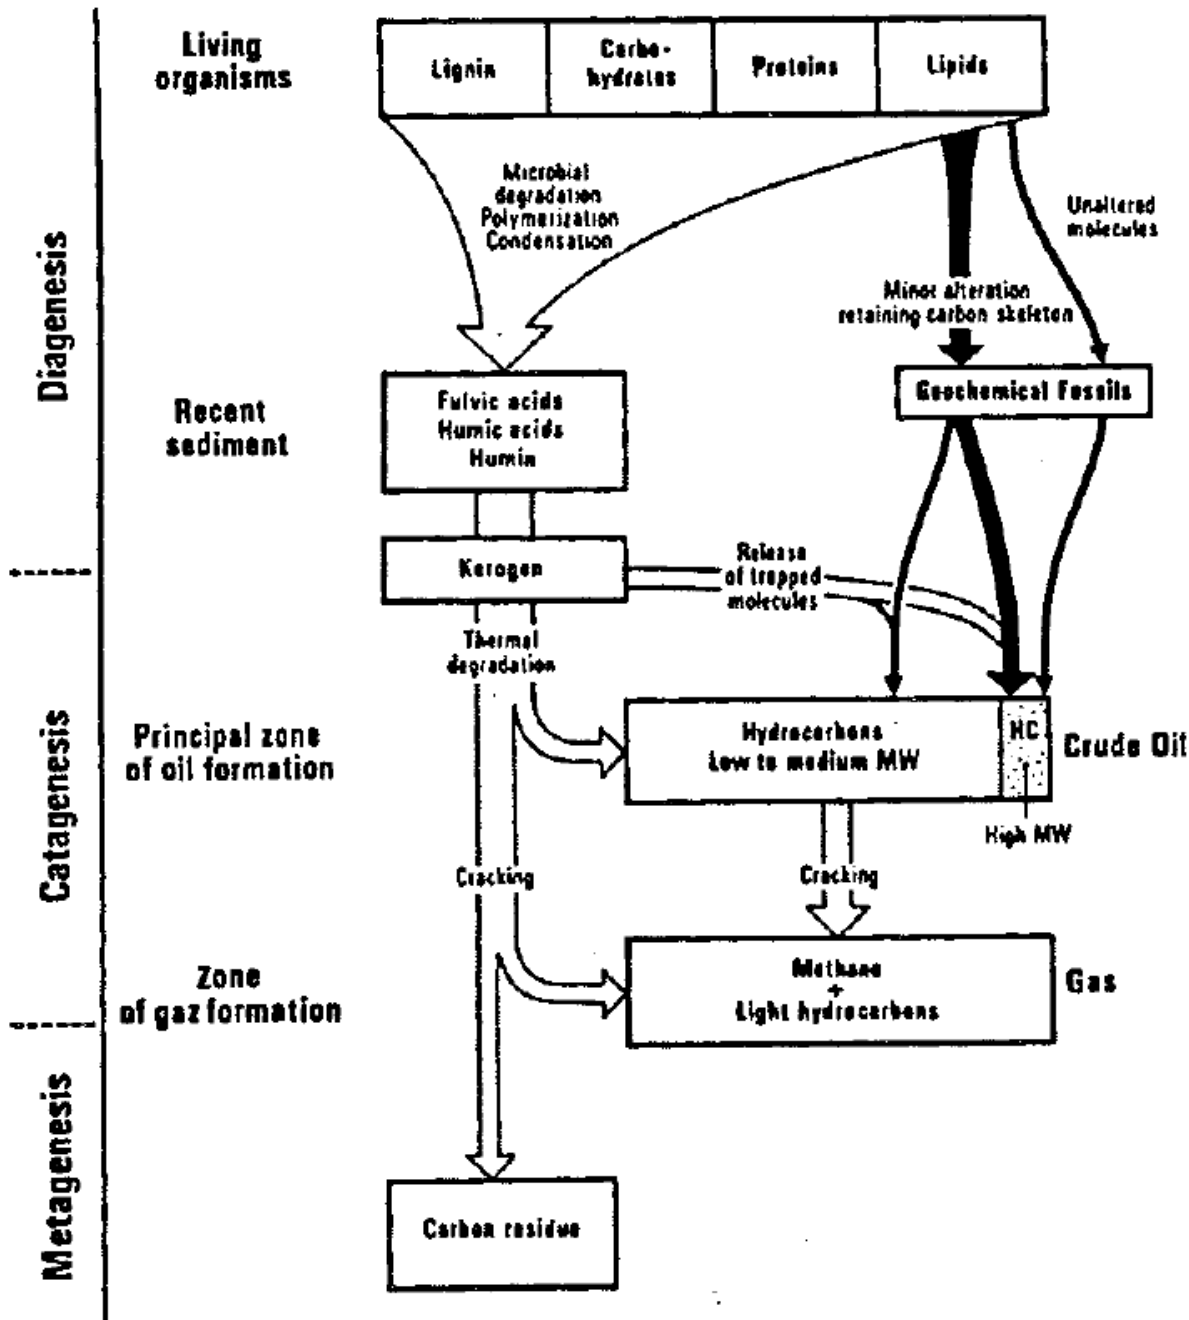 Living
organisms
Lignin
Carbo-
hydrates
Proteins
Lipids
Microbial
degradation
Polymerization
Condensation
Unaltered
molecules
Minor alteration
retaining carbon skeleton
Diagenesis
Recent
sediment
Fulvic acids
Humic acids
Humin
Geochemical Fossils
Kerogen
Release
of trapped
molecules
Thermal
degradation
Catagenesis
Principal zone
of oil formation
Hydrocarbons
Low to medium MW
HC
Crude Oil
High MW
Cracking
Cracking
Zone
of gaz formation
Methane
+
Light hydrocarbons
Gas
Metagenesis
Carbon residue